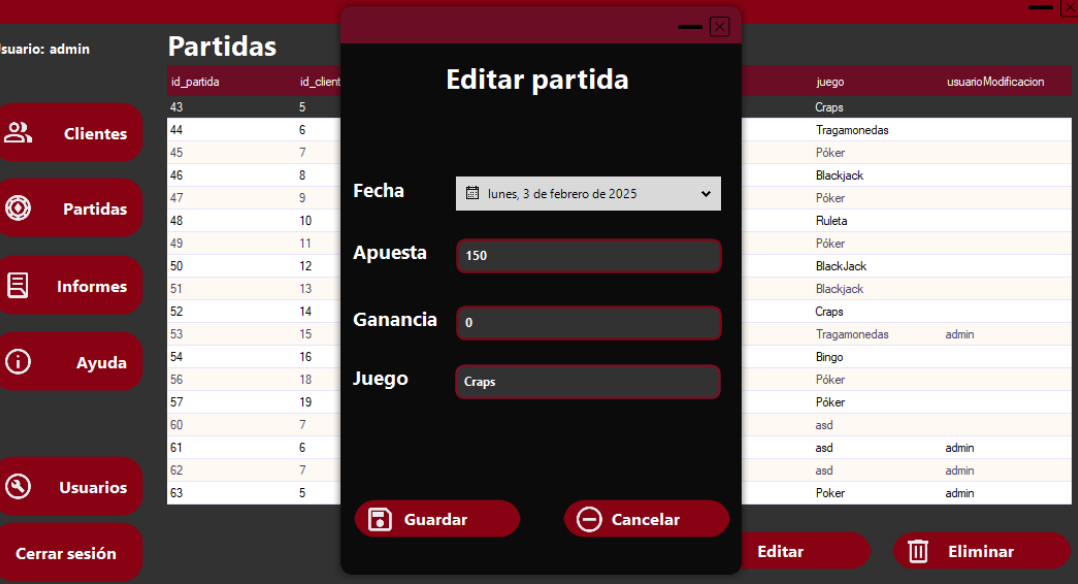 Usuario: admin
Partidas
id_partida id_client juego usuarioModificacion
43 5 Craps
44 6 Tragamonedas
45 7 Póker
46 8 Blackjack
47 9 Póker
48 10 Ruleta
49 11 Póker
50 12 BlackJack
51 13 Blackjack
52 14 Craps
53 15 Tragamonedas admin
54 16 Bingo
56 18 Póker
57 19 Póker
60 7 asd
61 6 asd admin
62 7 asd admin
63 5 Poker admin
Clientes
Partidas
Informes
Ayuda
Usuarios
Cerrar sesión
Editar partida
Fecha lunes, 3 de febrero de 2025
Apuesta 150
Ganancia 0
Juego Craps
Guardar Cancelar
Editar Eliminar